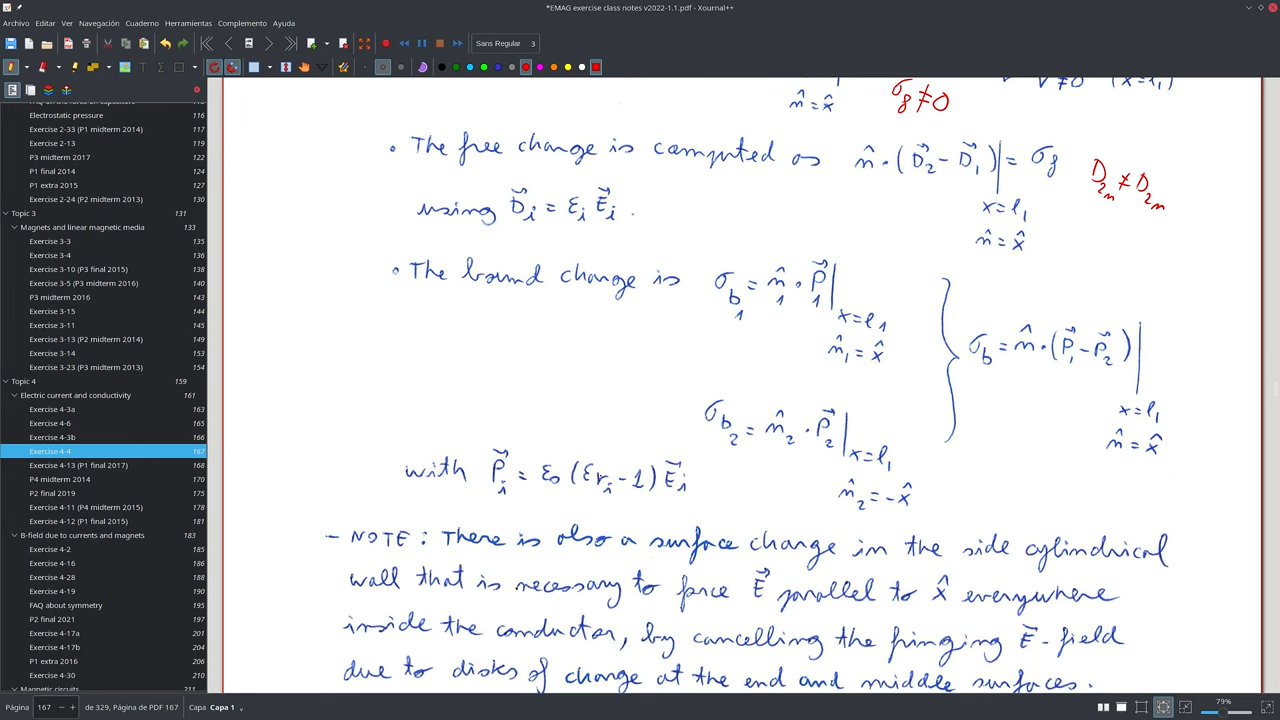 *EMAG exercise class notes v2022-1.1.pdf - Xournal++
Archivo Editar Ver Navegación Cuaderno Herramientas Complemento Ayuda
Sans Regular 3
Electrostatic pressure 116
Exercise 2-33 (P1 midterm 2014) 117
Exercise 2-13 119
P3 midterm 2017 122
P1 final 2014 124
P1 extra 2015 127
Exercise 2-24 (P2 midterm 2013) 130
Topic 3 131
Magnets and linear magnetic media 133
Exercise 3-3 135
Exercise 3-4 136
Exercise 3-10 (P3 final 2015) 138
Exercise 3-5 (P3 midterm 2016) 140
P3 midterm 2016 143
Exercise 3-15 144
Exercise 3-11 145
Exercise 3-13 (P2 midterm 2014) 149
Exercise 3-14 153
Exercise 3-23 (P3 midterm 2013) 154
Topic 4 159
Electric current and conductivity 161
Exercise 4-3a 163
Exercise 4-6 165
Exercise 4-3b 166
Exercise 4-4 167
Exercise 4-13 (P1 final 2017) 168
P4 midterm 2014 170
P2 final 2019 175
Exercise 4-11 (P4 midterm 2015) 178
Exercise 4-12 (P1 final 2015) 181
B-field due to currents and magnets 183
Exercise 4-2 185
Exercise 4-16 186
Exercise 4-28 188
Exercise 4-19 190
FAQ about symmetry 195
P2 final 2021 197
Exercise 4-17a 201
Exercise 4-17b 204
P1 extra 2016 206
Exercise 4-30 210
Magnetic circuits 211
n̂ = x̂ σ_f ≠ 0
• The free charge is computed as n̂ · (D⃗₂ - D⃗₁)| = σ_f D₂ₙ ≠ D₂ₙ
x = l₁
n̂ = x̂
using D⃗ᵢ = εᵢ E⃗ᵢ .
• The bound charge is σ_b₁ = n̂₁ · P⃗₁|
x = l₁
n̂₁ = x̂
σ_b = n̂ · (P⃗₁ - P⃗₂)|
x = l₁
n̂ = x̂
σ_b₂ = n̂₂ · P⃗₂|
x = l₁
n̂₂ = -x̂
with P⃗ᵢ = ε₀ (εrᵢ - 1) E⃗ᵢ
- NOTE: There is also a surface charge in the side cylindrical
wall that is necessary to force E⃗ parallel to x̂ everywhere
inside the conductor, by cancelling the fringing E⃗-field
due to disks of charge at the end and middle surfaces.
Página 167 de 329, Página de PDF 167 Capa Capa 1 79%